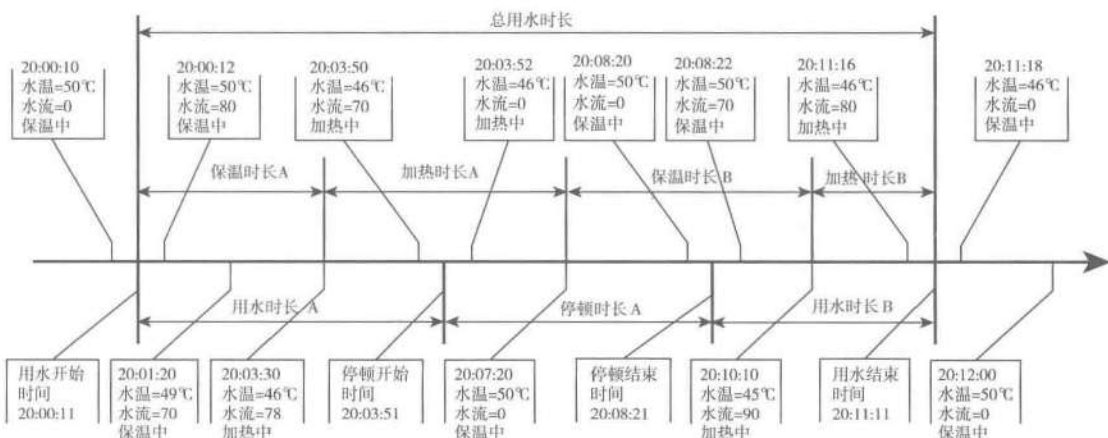 总用水时长
20:00:10
水温=50℃
水流=0
保温中
20:00:12
水温=50℃
水流=80
保温中
20:03:50
水温=46℃
水流=70
加热中
20:03:52
水温=46℃
水流=0
加热中
20:08:20
水温=50℃
水流=0
保温中
20:08:22
水温=50℃
水流=70
保温中
20:11:16
水温=46℃
水流=80
加热中
20:11:18
水温=46℃
水流=0
保温中
保温时长A
加热时长A
保温时长B
加热时长B
用水时长 A
停顿时长 A
用水时长 B
用水开始
时间
20:00:11
20:01:20
水温=49℃
水流=70
保温中
20:03:30
水温=46℃
水流=78
加热中
停顿开始
时间
20:03:51
20:07:20
水温=50℃
水流=0
保温中
停顿结束
时间
20:08:21
20:10:10
水温=45℃
水流=90
加热中
用水结束
时间
20:11:11
20:12:00
水温=50℃
水流=0
保温中